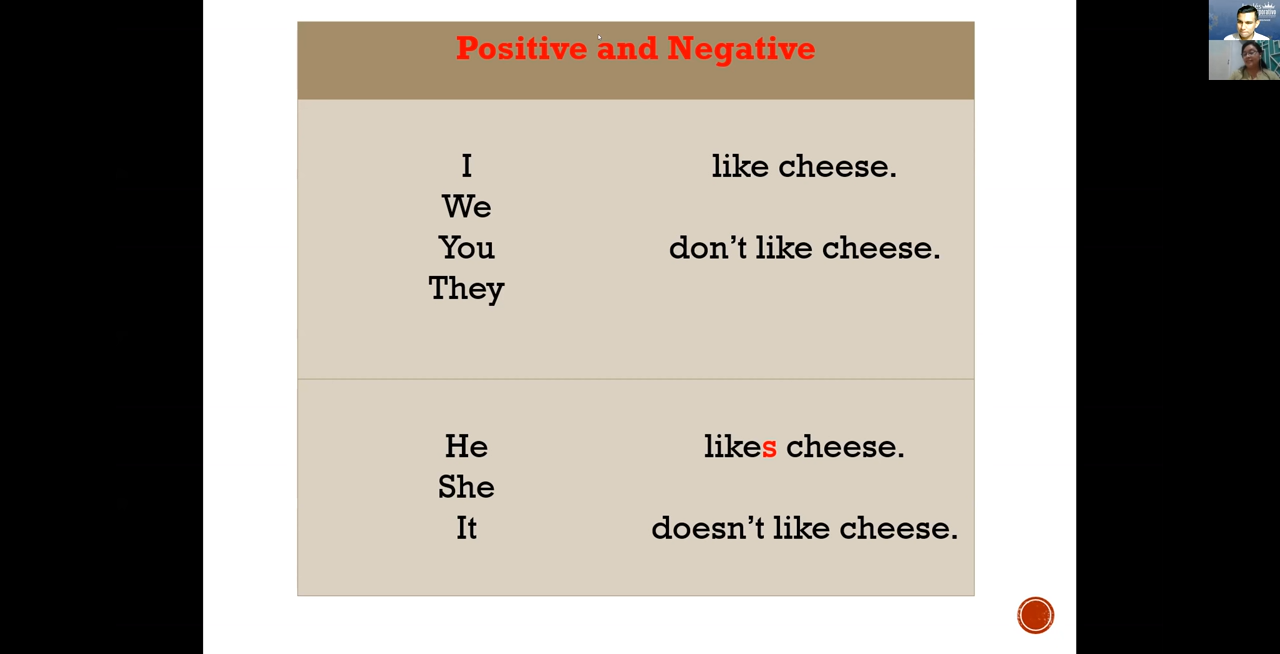 Positive and Negative
I
We
You
They
like cheese.
don't like cheese.
He
She
It
likes cheese.
doesn't like cheese.